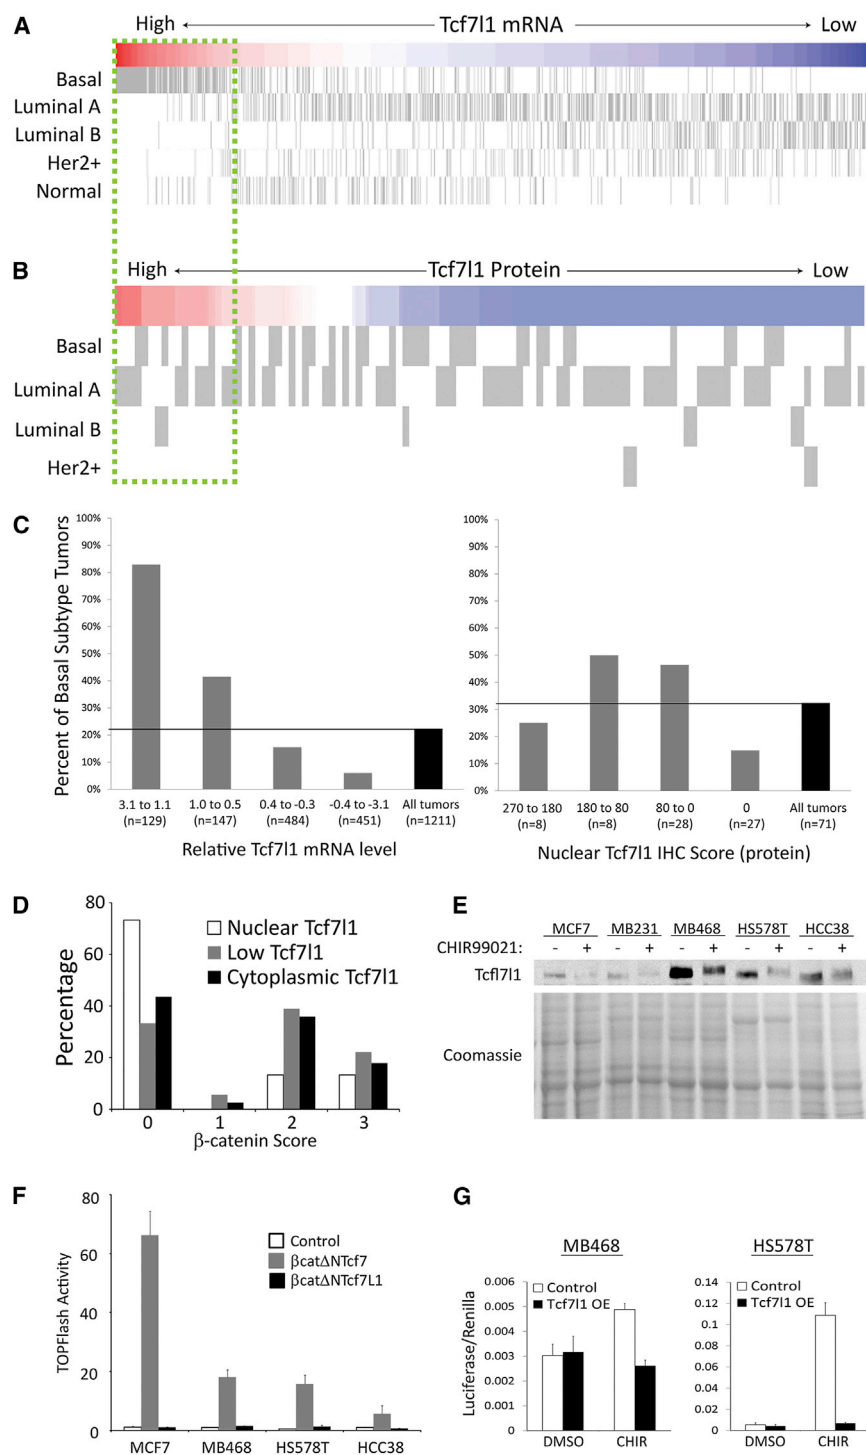 A
High Tcf7l1 mRNA Low
Basal
Luminal A
Luminal B
Her2+
Normal
B
High Tcf7l1 Protein Low
Basal
Luminal A
Luminal B
Her2+
C
Percent of Basal Subtype Tumors
100%
90%
80%
70%
60%
50%
40%
30%
20%
10%
0%
3.1 to 1.1 1.0 to 0.5 0.4 to -0.3 -0.4 to -3.1 All tumors
(n=129) (n=147) (n=484) (n=451) (n=1211)
Relative Tcf7l1 mRNA level
100%
90%
80%
70%
60%
50%
40%
30%
20%
10%
0%
270 to 180 180 to 80 80 to 0 0 All tumors
(n=8) (n=8) (n=28) (n=27) (n=71)
Nuclear Tcf7l1 IHC Score (protein)
D
Percentage
80
60
40
20
0
Nuclear Tcf7l1
Low Tcf7l1
Cytoplasmic Tcf7l1
0 1 2 3
β-catenin Score
E
MCF7 MB231 MB468 HS578T HCC38
CHIR99021: - + - + - + - + - +
Tcfl7l1
Coomassie
F
TOPFlash Activity
80
60
40
20
0
Control
βcatΔNTcf7
βcatΔNTcf7L1
MCF7 MB468 HS578T HCC38
G
MB468
Luciferase/Renilla
0.006
0.005
0.004
0.003
0.002
0.001
0
Control
Tcf7l1 OE
DMSO CHIR
HS578T
0.14
0.12
0.1
0.08
0.06
0.04
0.02
0
Control
Tcf7l1 OE
DMSO CHIR